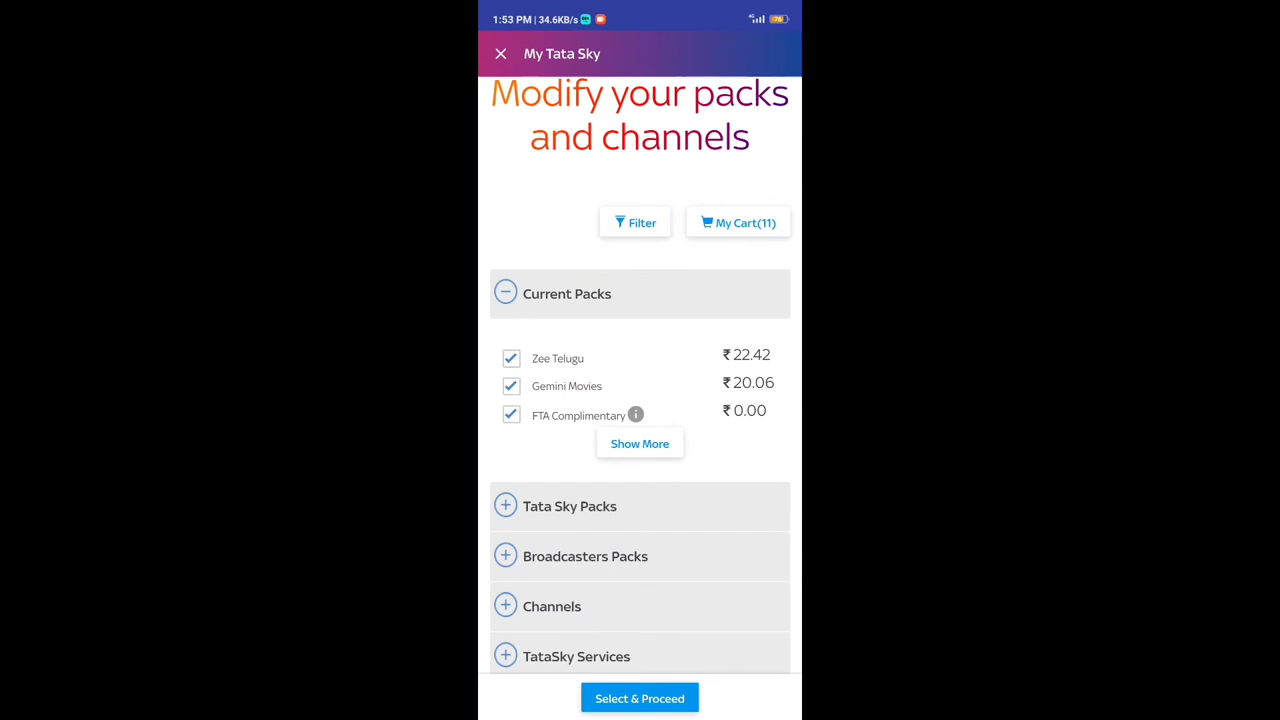 1:53 PM | 34.6KB/s
4G
76
My Tata Sky
Modify your packs
and channels
Filter
My Cart(11)
Current Packs
Zee Telugu ₹ 22.42
Gemini Movies ₹ 20.06
FTA Complimentary i ₹ 0.00
Show More
Tata Sky Packs
Broadcasters Packs
Channels
TataSky Services
Select & Proceed